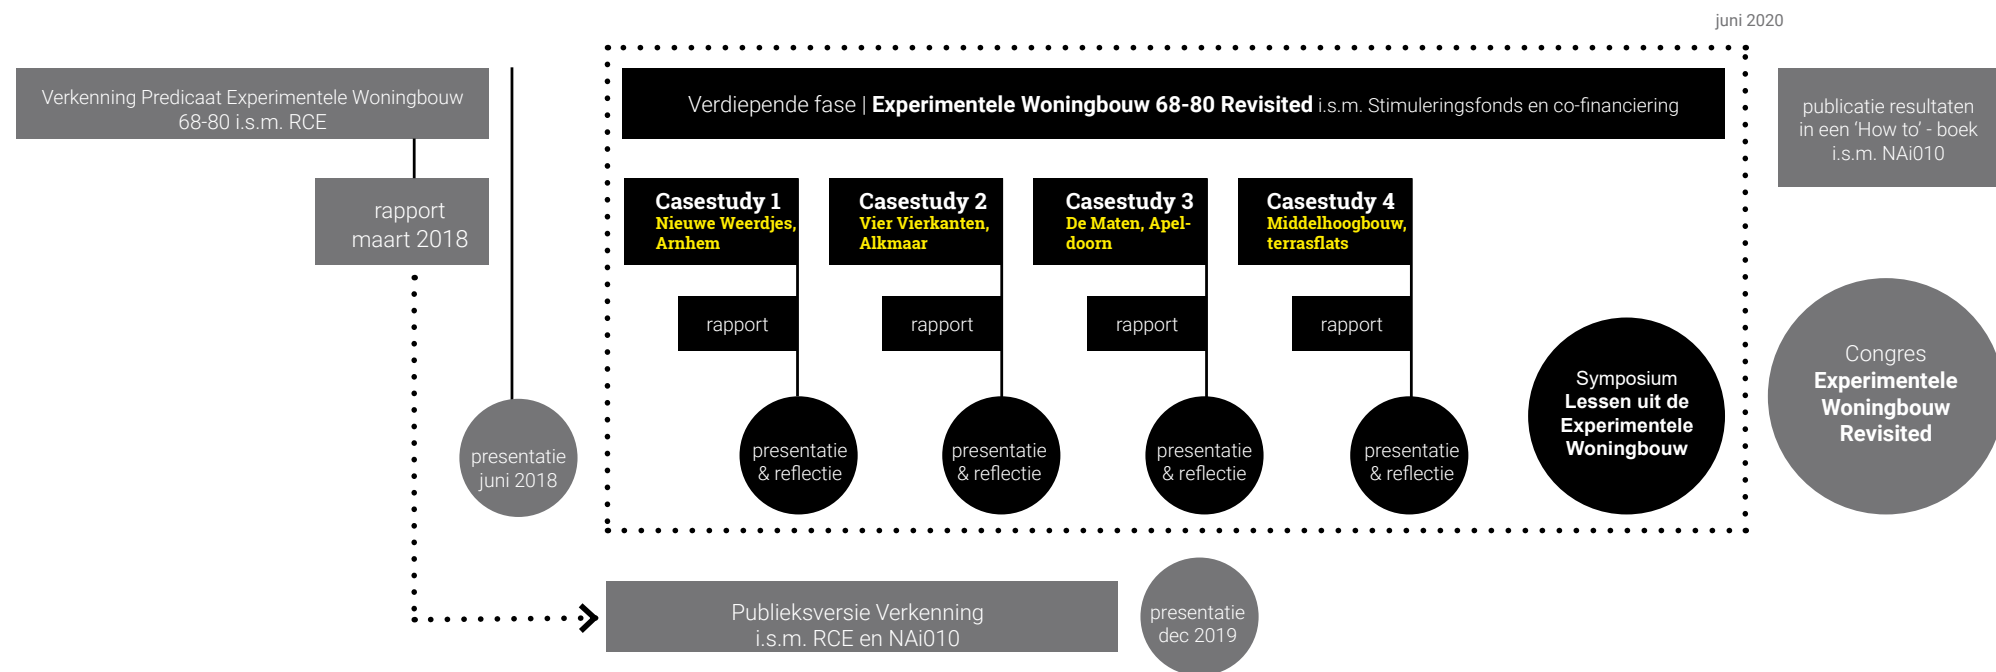 juni 2020
Verkenning Predicaat Experimentele Woningbouw
68-80 i.s.m. RCE
rapport
maart 2018
presentatie
juni 2018
Verdiepende fase | Experimentele Woningbouw 68-80 Revisited i.s.m. Stimuleringsfonds en co-financiering
Casestudy 1
Nieuwe Weerdjes,
Arnhem
rapport
presentatie
& reflectie
Casestudy 2
Vier Vierkanten,
Alkmaar
rapport
presentatie
& reflectie
Casestudy 3
De Maten, Apel-
doorn
rapport
presentatie
& reflectie
Casestudy 4
Middelhoogbouw,
terrasflats
rapport
presentatie
& reflectie
Symposium
Lessen uit de
Experimentele
Woningbouw
publicatie resultaten
in een ‘How to’ - boek
i.s.m. NAi010
Congres
Experimentele
Woningbouw
Revisited
Publieksversie Verkenning
i.s.m. RCE en NAi010
presentatie
dec 2019